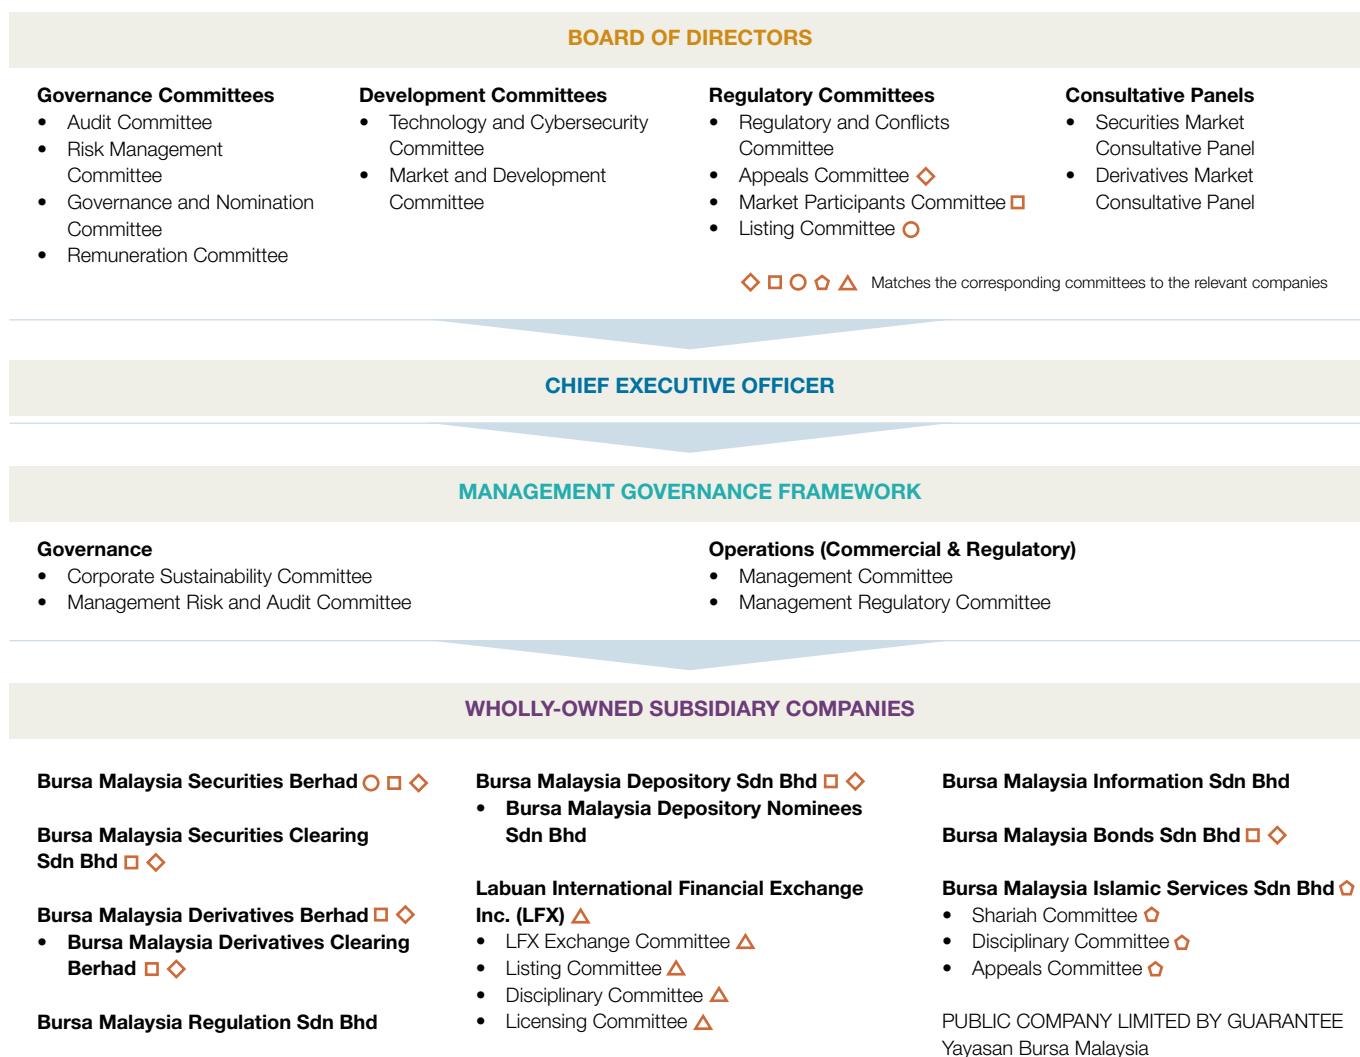 BOARD OF DIRECTORS
Governance Committees
• Audit Committee
• Risk Management
Committee
• Governance and Nomination
Committee
• Remuneration Committee
Development Committees
• Technology and Cybersecurity
Committee
• Market and Development
Committee
Regulatory Committees
• Regulatory and Conflicts
Committee
• Appeals Committee
• Market Participants Committee
• Listing Committee
Consultative Panels
• Securities Market
Consultative Panel
• Derivatives Market
Consultative Panel
Matches the corresponding committees to the relevant companies
CHIEF EXECUTIVE OFFICER
MANAGEMENT GOVERNANCE FRAMEWORK
Governance
• Corporate Sustainability Committee
• Management Risk and Audit Committee
Operations (Commercial & Regulatory)
• Management Committee
• Management Regulatory Committee
WHOLLY-OWNED SUBSIDIARY COMPANIES
Bursa Malaysia Securities Berhad
Bursa Malaysia Securities Clearing
Sdn Bhd
Bursa Malaysia Derivatives Berhad
• Bursa Malaysia Derivatives Clearing
Berhad
Bursa Malaysia Regulation Sdn Bhd
Bursa Malaysia Depository Sdn Bhd
• Bursa Malaysia Depository Nominees
Sdn Bhd
Labuan International Financial Exchange
Inc. (LFX)
• LFX Exchange Committee
• Listing Committee
• Disciplinary Committee
• Licensing Committee
Bursa Malaysia Information Sdn Bhd
Bursa Malaysia Bonds Sdn Bhd
Bursa Malaysia Islamic Services Sdn Bhd
• Shariah Committee
• Disciplinary Committee
• Appeals Committee
PUBLIC COMPANY LIMITED BY GUARANTEE
Yayasan Bursa Malaysia